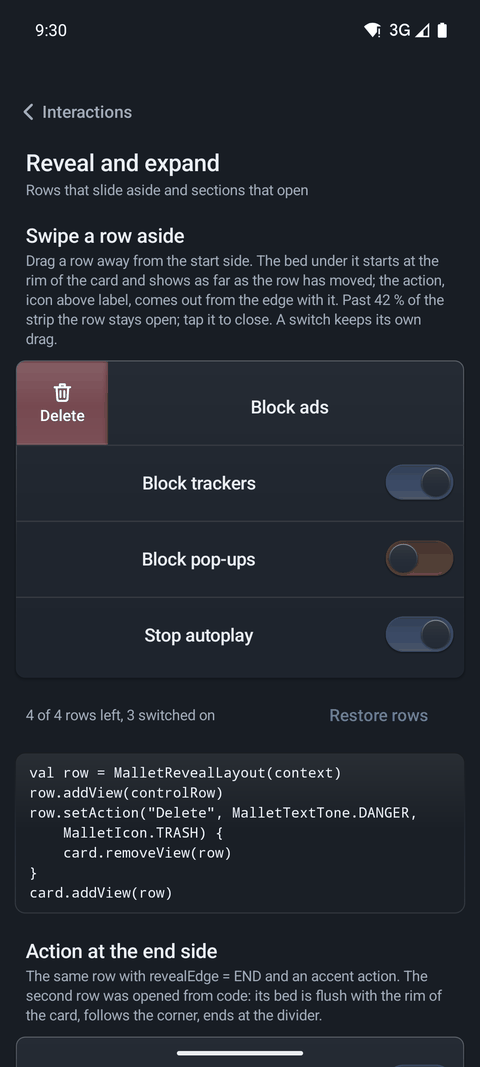 9:30
3G
Interactions
Reveal and expand
Rows that slide aside and sections that open
Swipe a row aside
Drag a row away from the start side. The bed under it starts at the
rim of the card and shows as far as the row has moved; the action,
icon above label, comes out from the edge with it. Past 42 % of the
strip the row stays open; tap it to close. A switch keeps its own
drag.
Delete
Block ads
Block trackers
Block pop-ups
Stop autoplay
4 of 4 rows left, 3 switched on
Restore rows
val row = MalletRevealLayout(context)
row.addView(controlRow)
row.setAction("Delete", MalletTextTone.DANGER,
    MalletIcon.TRASH) {
    card.removeView(row)
}
card.addView(row)
Action at the end side
The same row with revealEdge = END and an accent action. The
second row was opened from code: its bed is flush with the rim of
the card, follows the corner, ends at the divider.